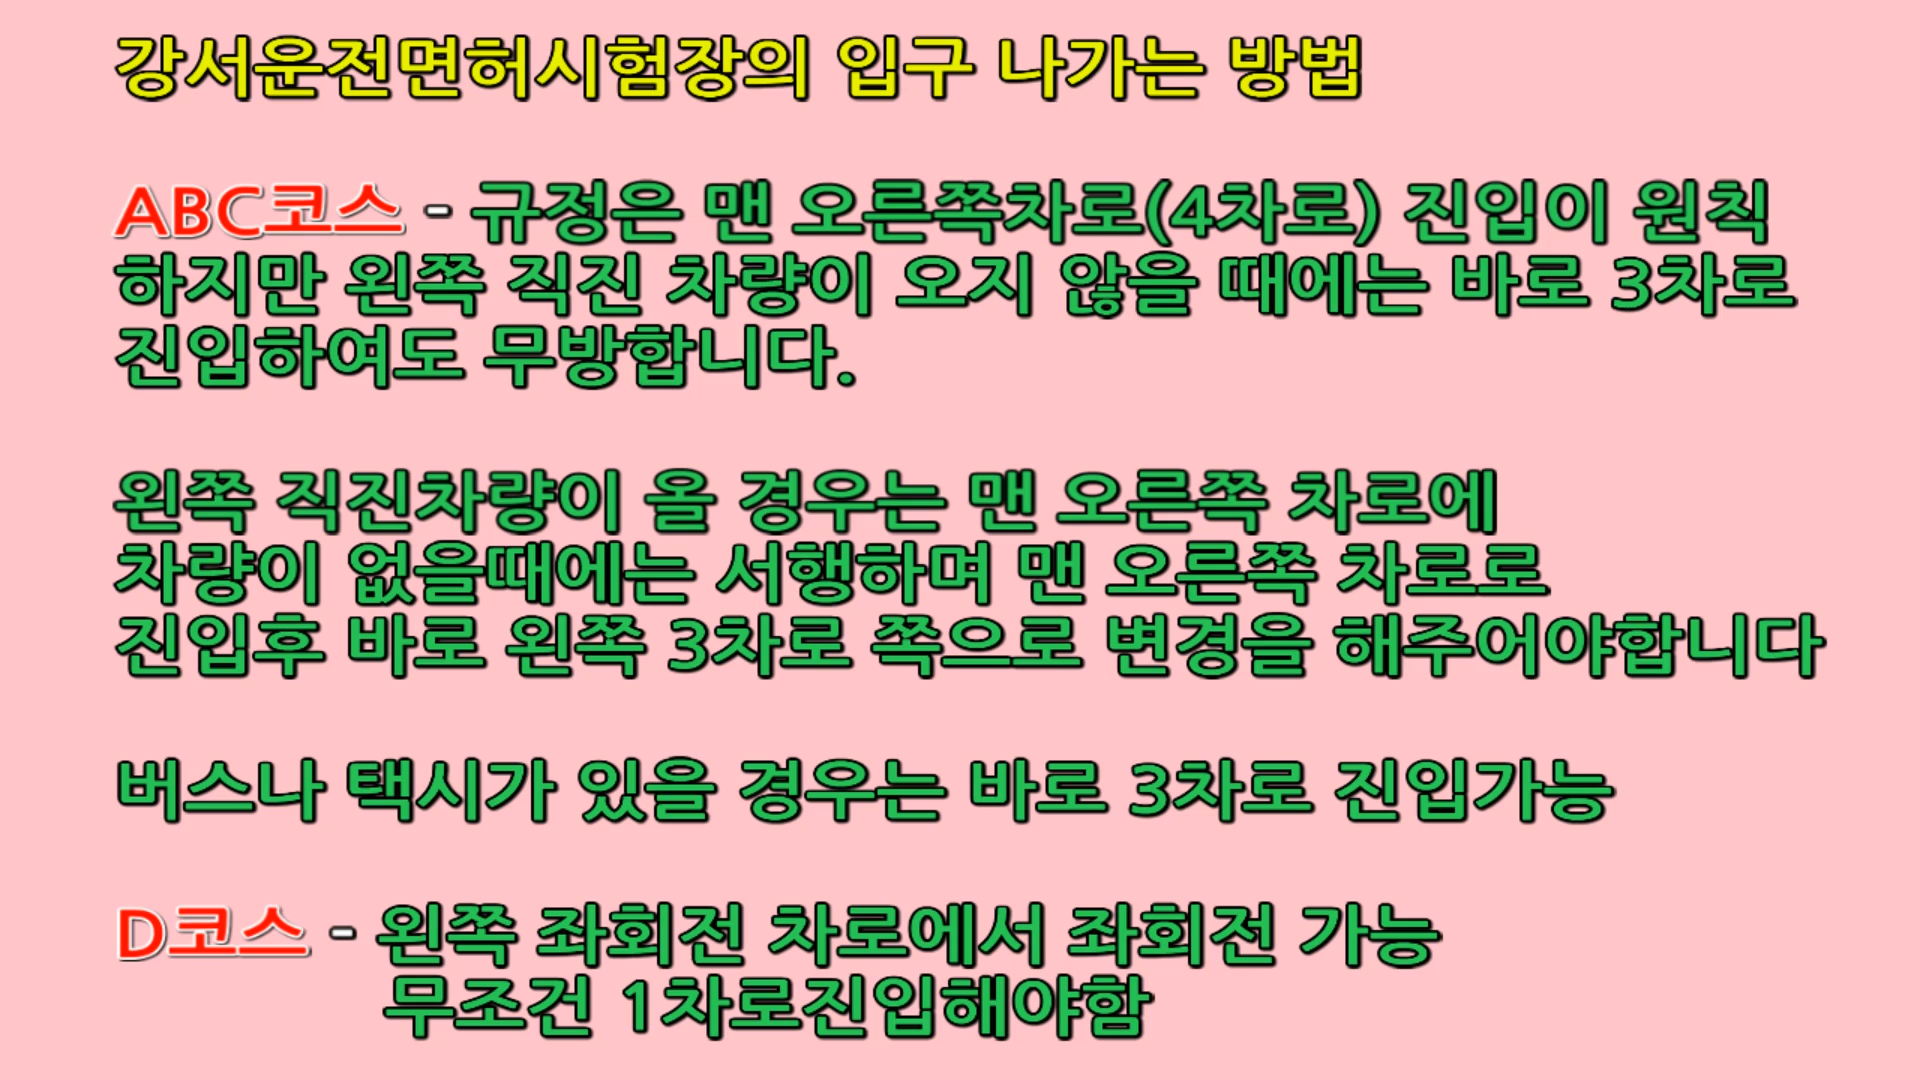 강서운전면허시험장의 입구 나가는 방법
ABC코스 - 규정은 맨 오른쪽차로(4차로) 진입이 원칙
하지만 왼쪽 직진 차량이 오지 않을 때에는 바로 3차로
진입하여도 무방합니다.
왼쪽 직진차량이 올 경우는 맨 오른쪽 차로에
차량이 없을때에는 서행하며 맨 오른쪽 차로로
진입후 바로 왼쪽 3차로 쪽으로 변경을 해주어야합니다
버스나 택시가 있을 경우는 바로 3차로 진입가능
D코스 - 왼쪽 좌회전 차로에서 좌회전 가능
무조건 1차로진입해야함